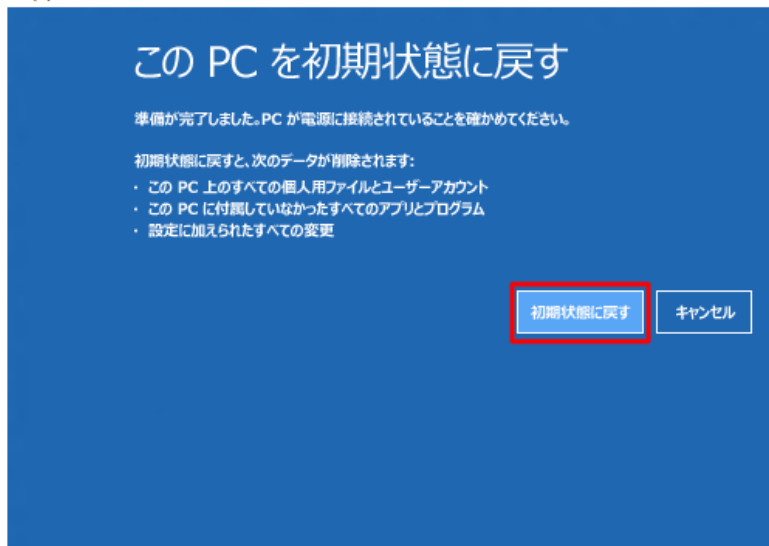 この PC を初期状態に戻す
準備が完了しました。PC が電源に接続されていることを確かめてください。
初期状態に戻すと、次のデータが削除されます:
・ この PC 上のすべての個人用ファイルとユーザーアカウント
・ この PC に付属していなかったすべてのアプリとプログラム
・ 設定に加えられたすべての変更
初期状態に戻す キャンセル